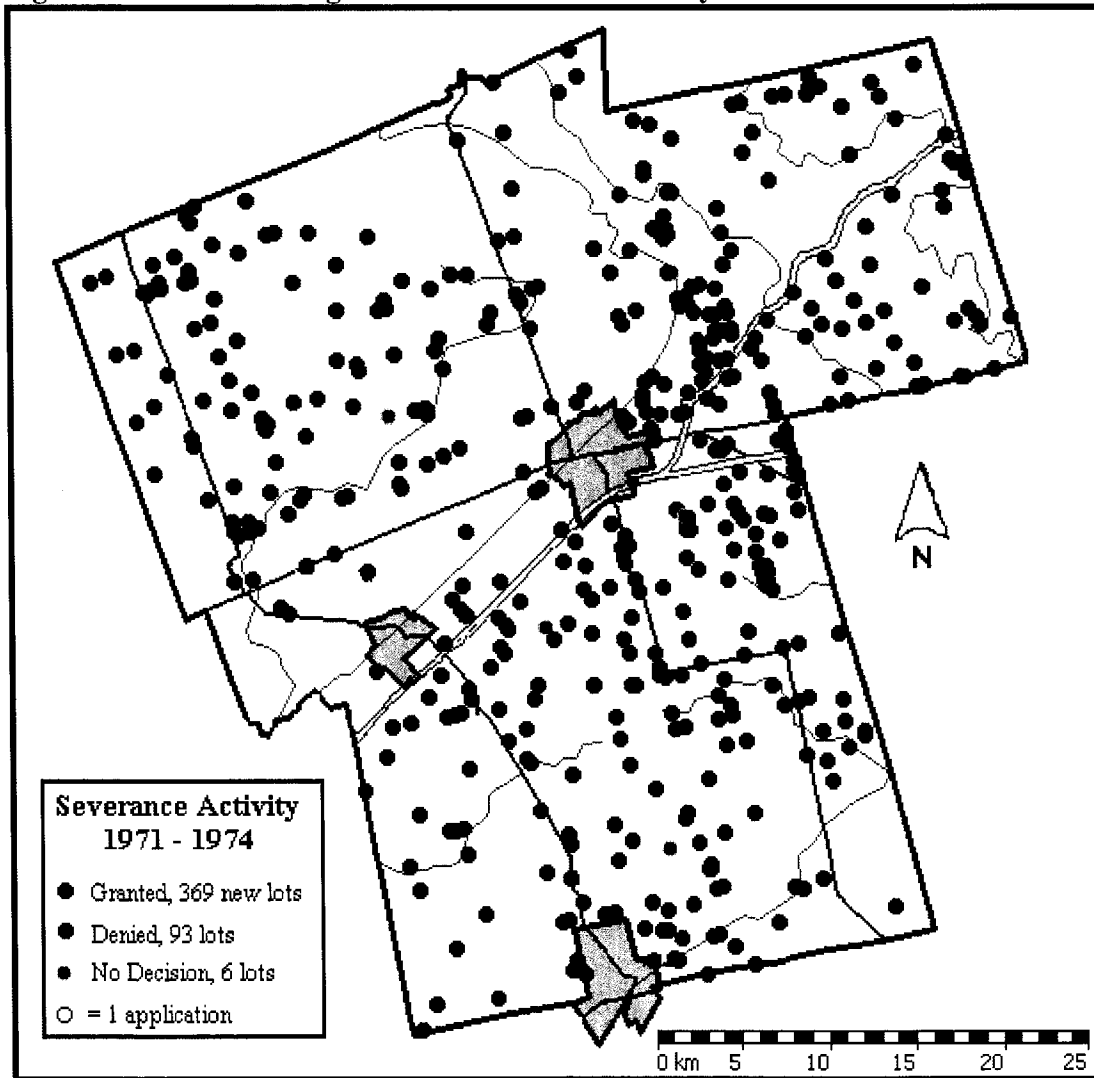 N
Severance Activity
1971 - 1974
Granted, 369 new lots
Denied, 93 lots
No Decision, 6 lots
= 1 application
0 km 5 10 15 20 25